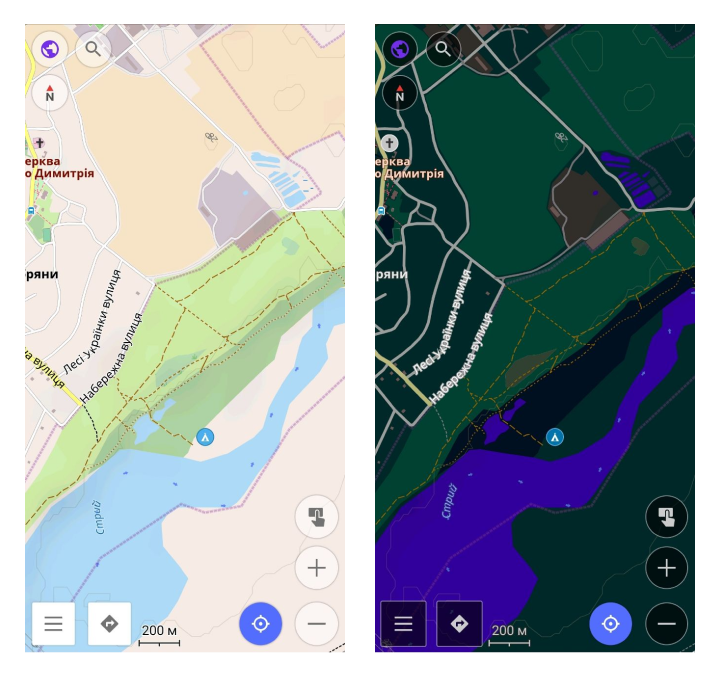 N
ерква
о Димитрія
ряни
Лесі Українки вулиця
Набережна вулиця
а вулиця
Стрий
200 м
N
ерква
о Димитрія
ряни
Лесі Українки вулиця
Набережна вулиця
Стрий
200 м